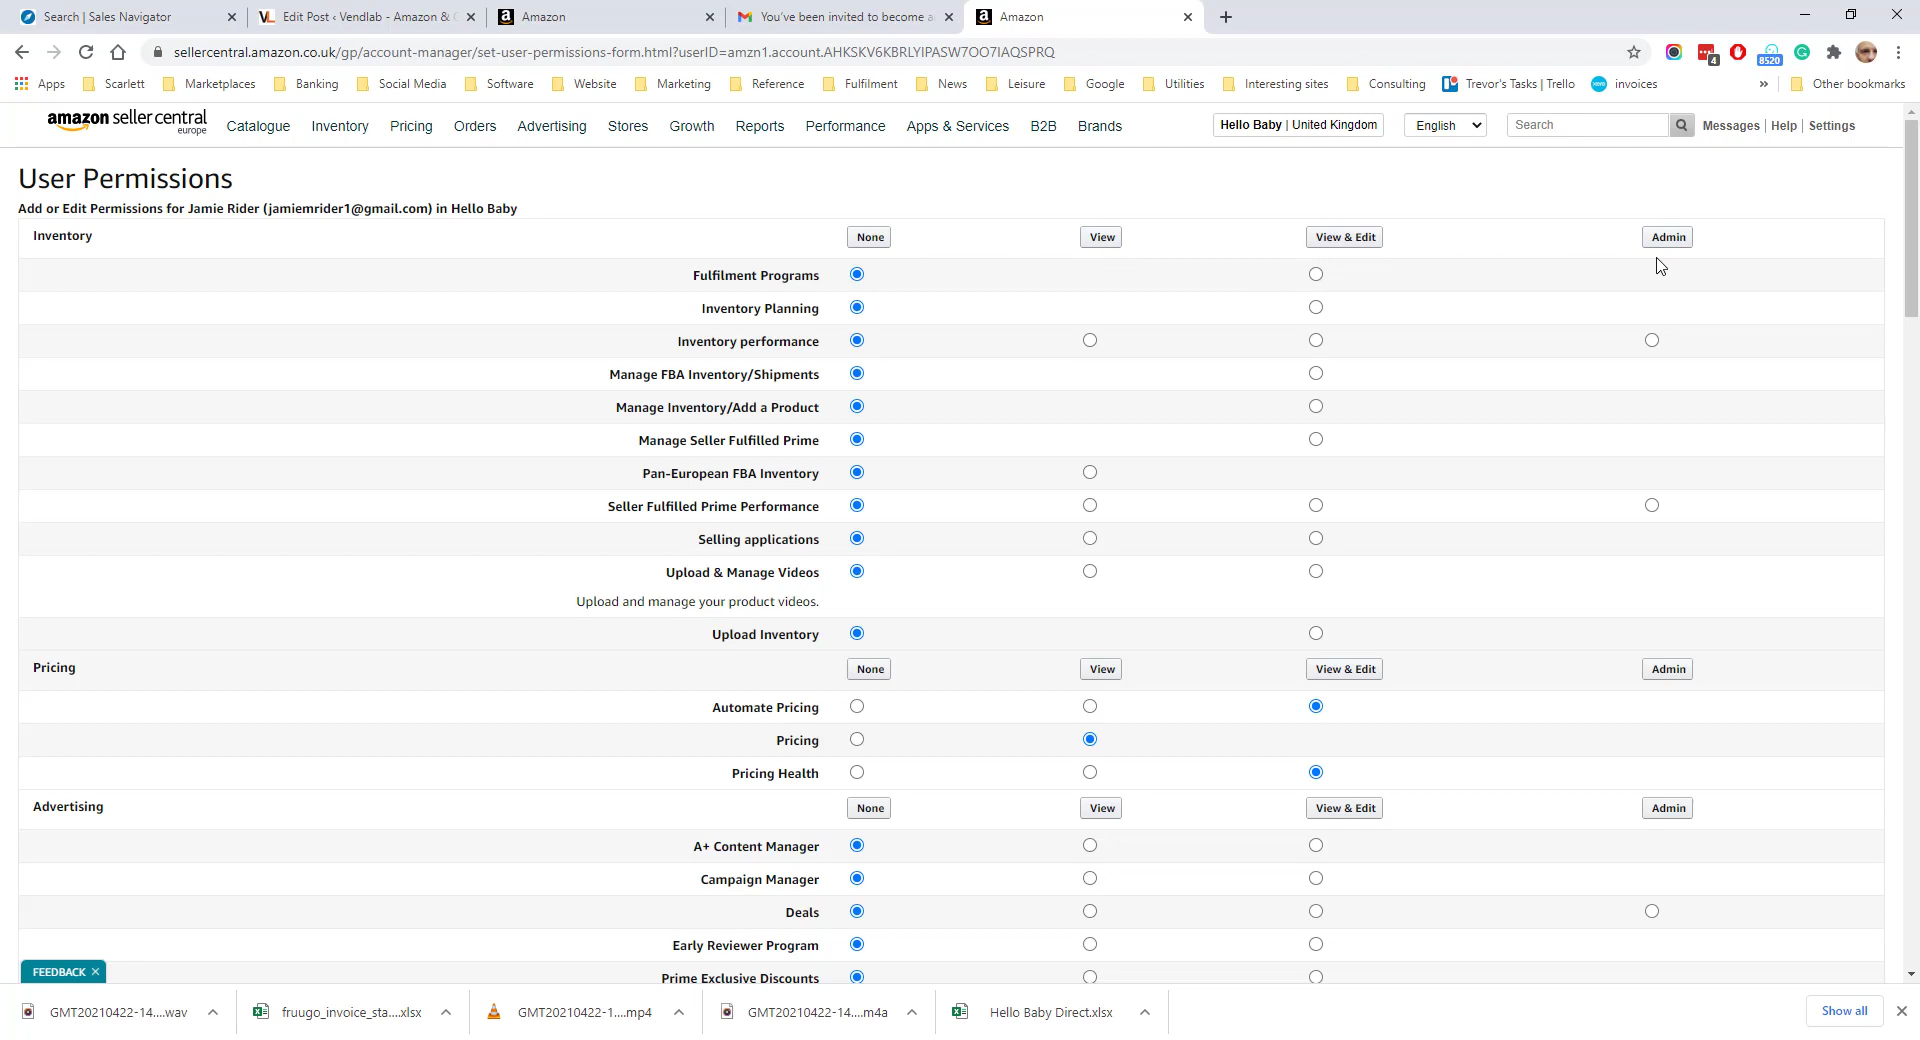 Search | Sales Navigator
Edit Post ‹ Vendlab - Amazon &
Amazon
You've been invited to become a
Amazon
sellercentral.amazon.co.uk/gp/account-manager/set-user-permissions-form.html?userID=amzn1.account.AHKSKV6KBRLYIPASW7OO7IAQSPRQ
4
8520
Apps
Scarlett
Marketplaces
Banking
Social Media
Software
Website
Marketing
Reference
Fulfilment
News
Leisure
Google
Utilities
Interesting sites
Consulting
Trevor's Tasks | Trello
invoices
»
Other bookmarks
amazon seller central
europe
Catalogue
Inventory
Pricing
Orders
Advertising
Stores
Growth
Reports
Performance
Apps & Services
B2B
Brands
Hello Baby | United Kingdom
English
Search
Messages | Help | Settings
User Permissions
Add or Edit Permissions for Jamie Rider (jamiemrider1@gmail.com) in Hello Baby
Inventory None View View & Edit Admin
Fulfilment Programs
Inventory Planning
Inventory performance
Manage FBA Inventory/Shipments
Manage Inventory/Add a Product
Manage Seller Fulfilled Prime
Pan-European FBA Inventory
Seller Fulfilled Prime Performance
Selling applications
Upload & Manage Videos
Upload and manage your product videos.
Upload Inventory
Pricing None View View & Edit Admin
Automate Pricing
Pricing
Pricing Health
Advertising None View View & Edit Admin
A+ Content Manager
Campaign Manager
Deals
Early Reviewer Program
Prime Exclusive Discounts
FEEDBACK ×
GMT20210422-14....wav
fruugo_invoice_sta....xlsx
GMT20210422-1....mp4
GMT20210422-14....m4a
Hello Baby Direct.xlsx
Show all